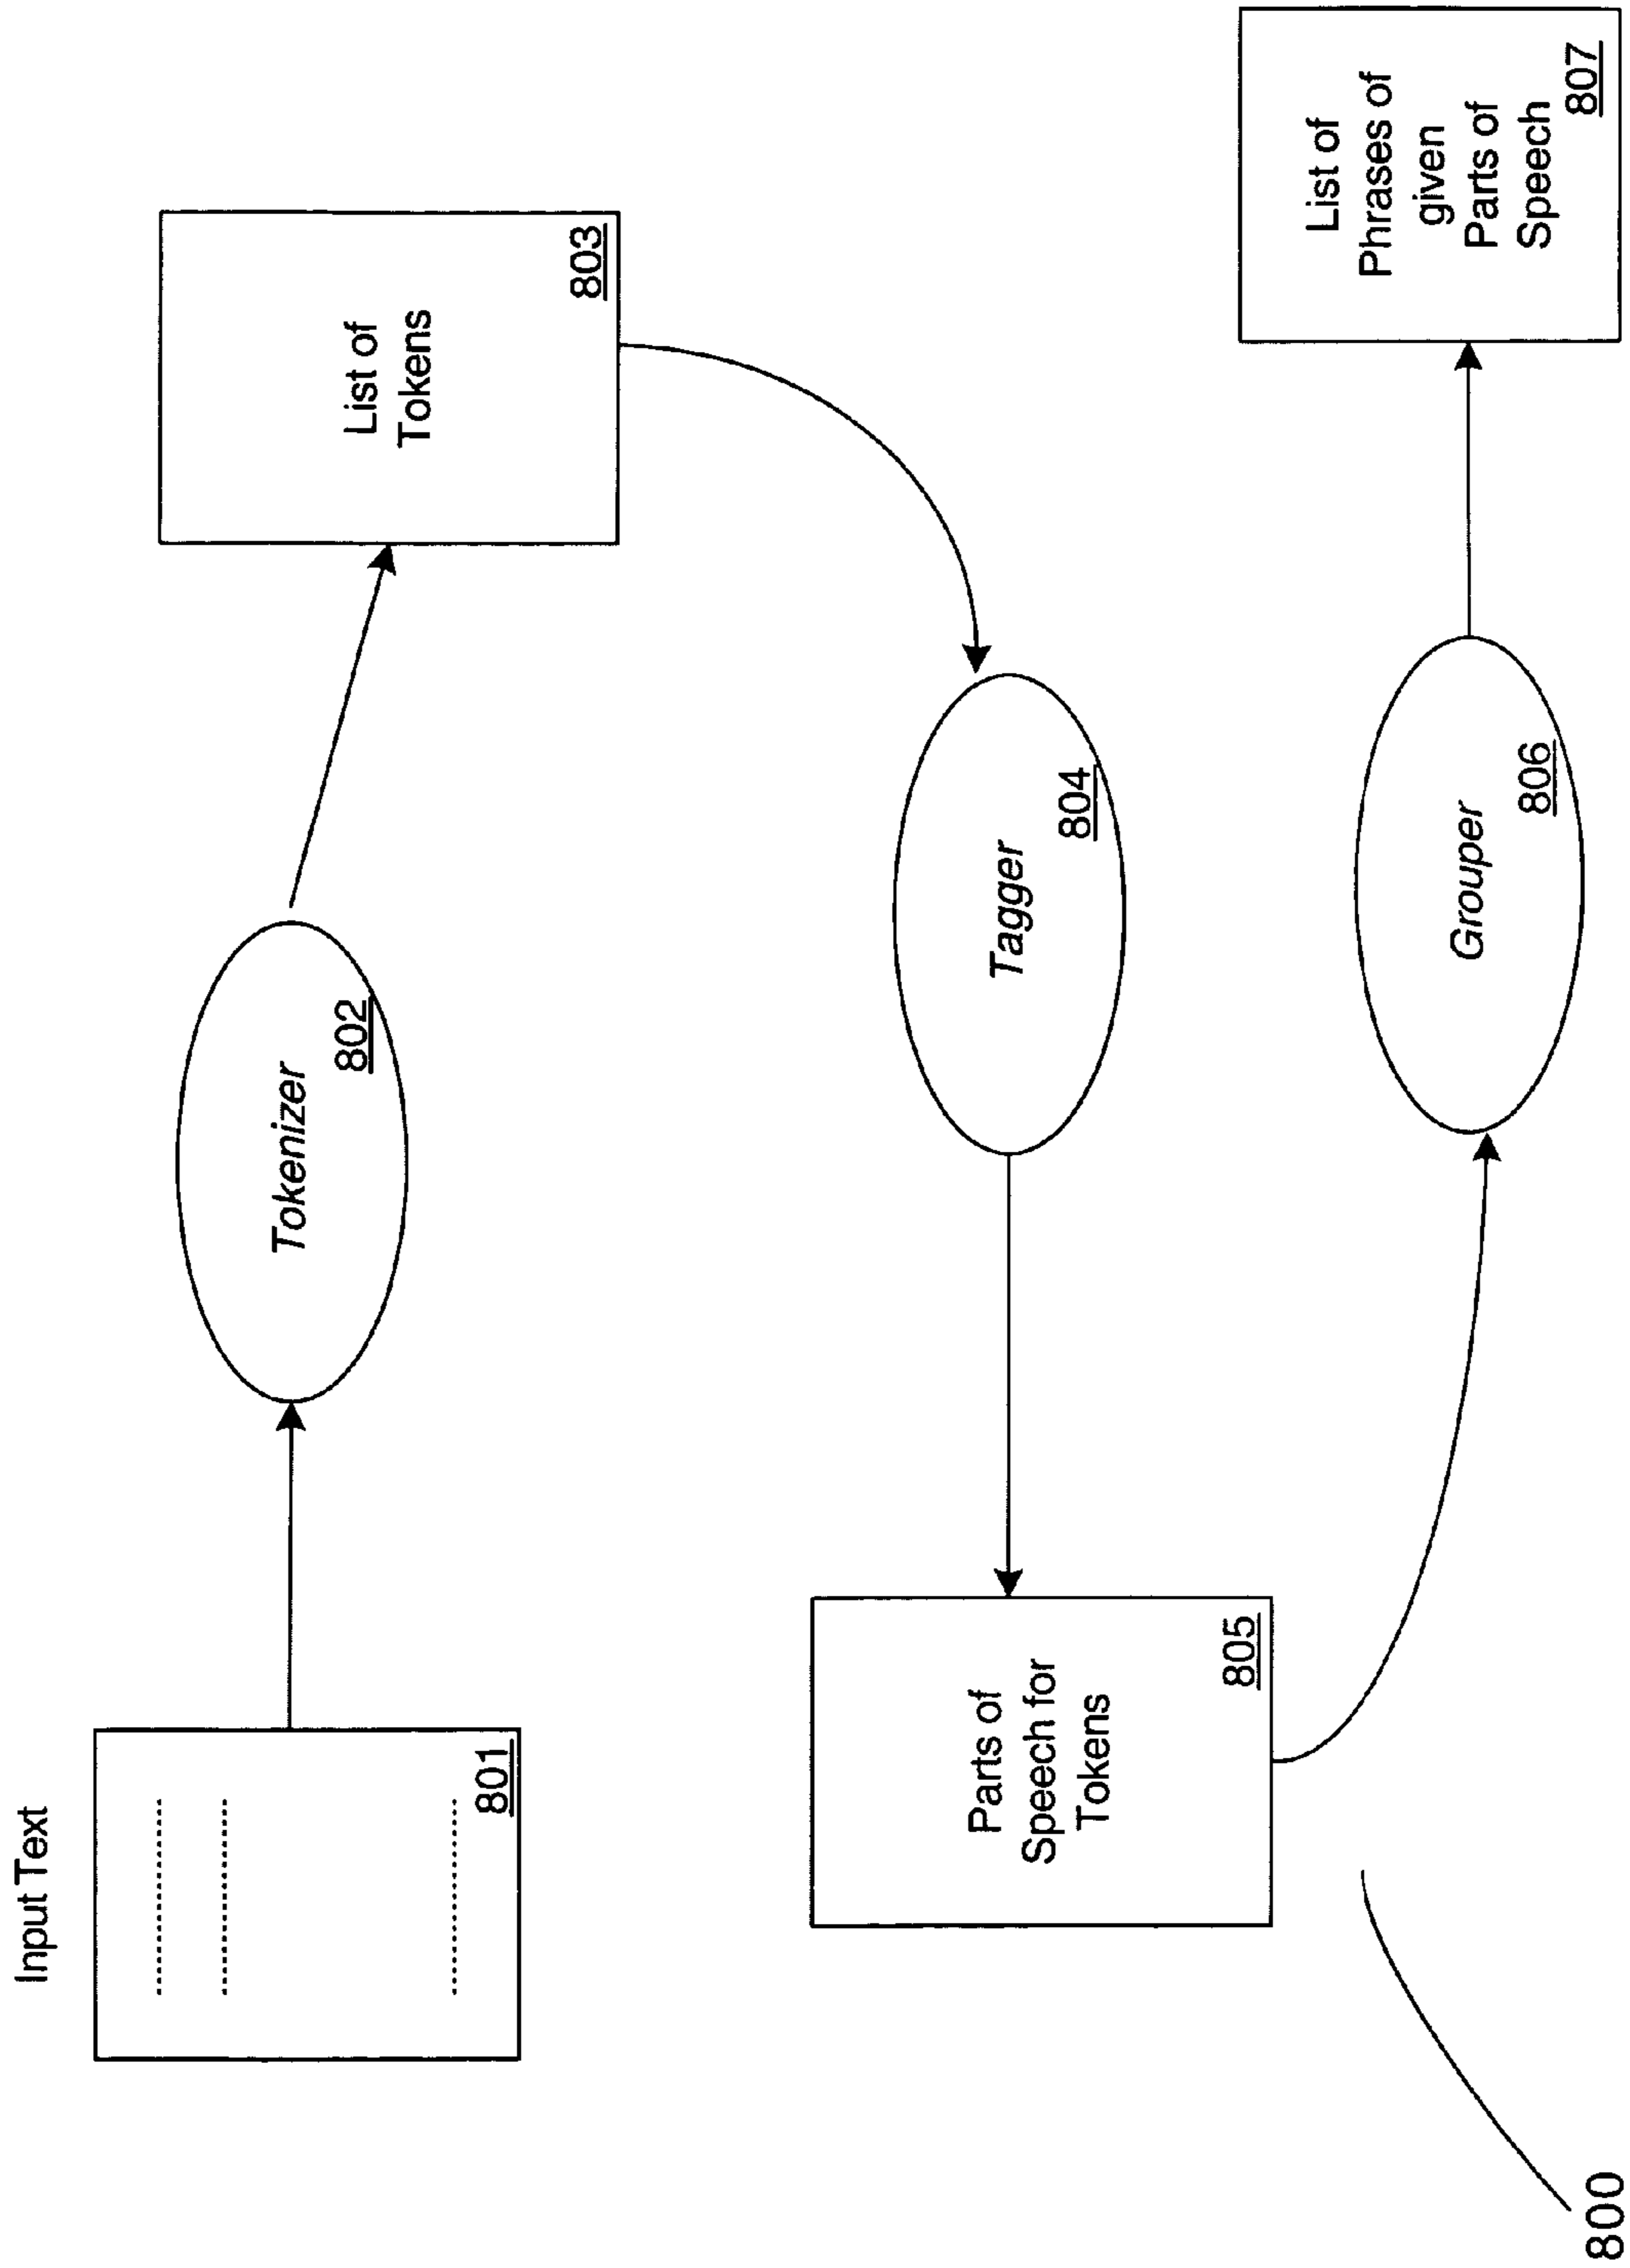 Input Text
801
Tokenizer
802
List of
Tokens
803
Tagger
804
Parts of
Speech for
Tokens
805
Grouper
806
List of
Phrases of
given
Parts of
Speech
807
800